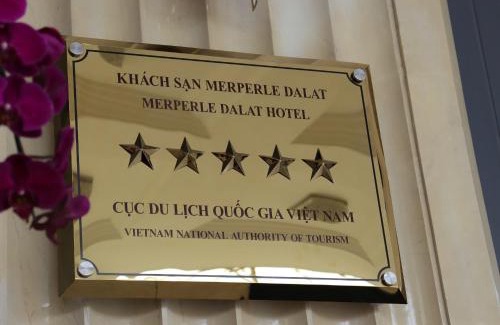 KHÁCH SẠN MERPERLE DALAT
MERPERLE DALAT HOTEL
CỤC DU LỊCH QUỐC GIA VIỆT NAM
VIETNAM NATIONAL AUTHORITY OF TOURISM